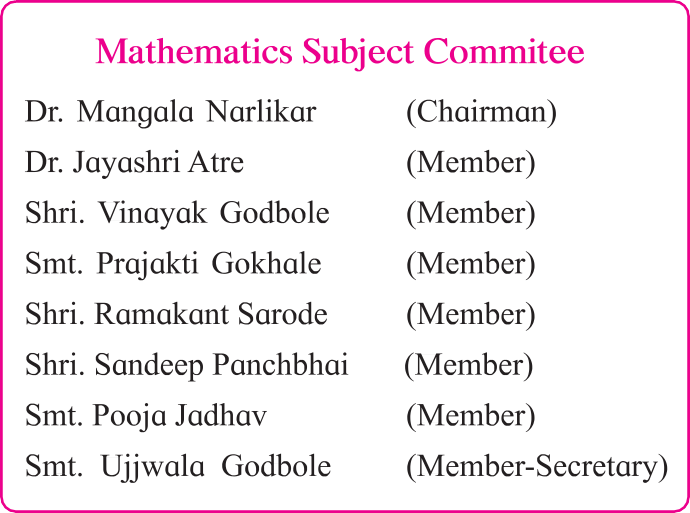 Mathematics Subject Commitee
Dr. Mangala Narlikar (Chairman)
Dr. Jayashri Atre (Member)
Shri. Vinayak Godbole (Member)
Smt. Prajakti Gokhale (Member)
Shri. Ramakant Sarode (Member)
Shri. Sandeep Panchbhai (Member)
Smt. Pooja Jadhav (Member)
Smt. Ujjwala Godbole (Member-Secretary)